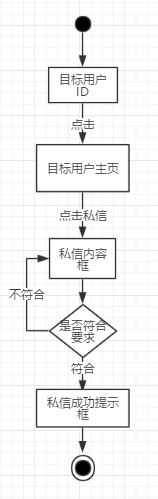 目标用户
ID
点击
目标用户主页
点击私信
私信内容
框
不符合
是否符合
要求
符合
私信成功提示
框